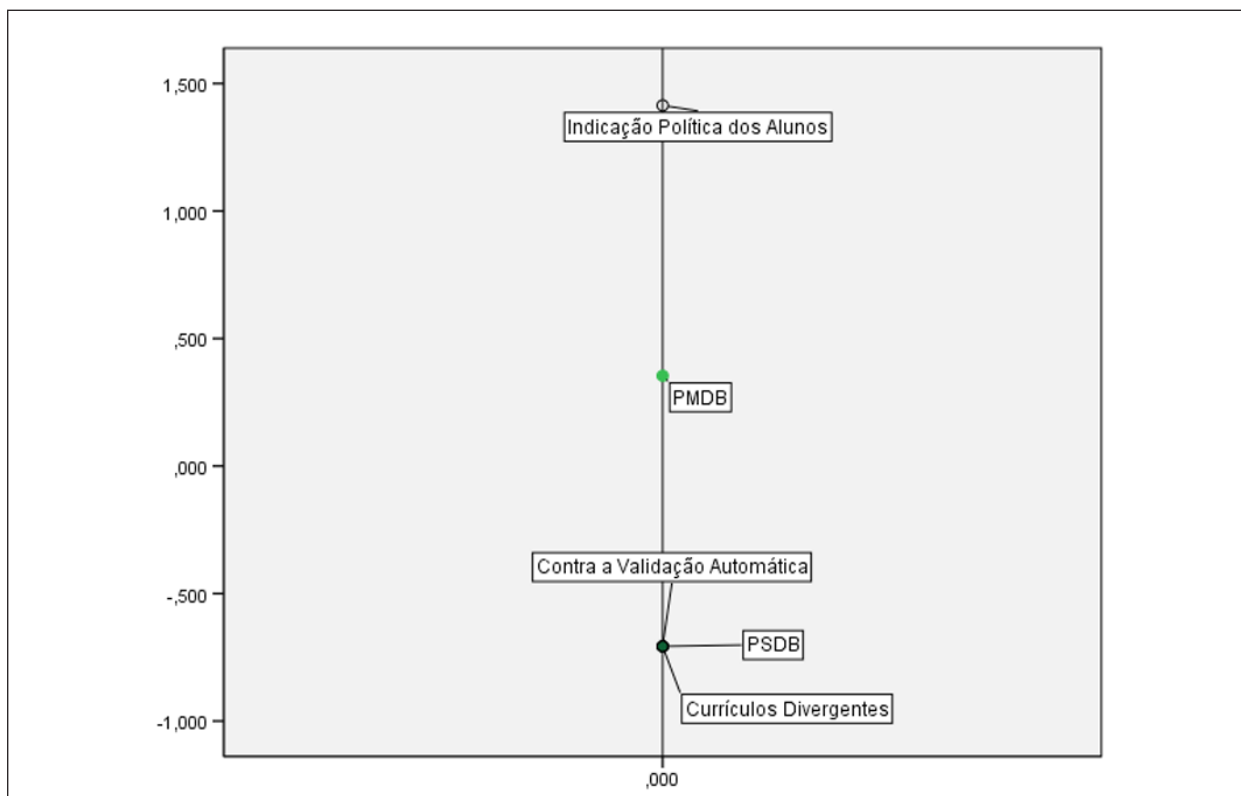 1,500
Indicação Política dos Alunos
1,000
,500
PMDB
,000
Contra a Validação Automática
-,500
PSDB
Currículos Divergentes
-1,000
,000